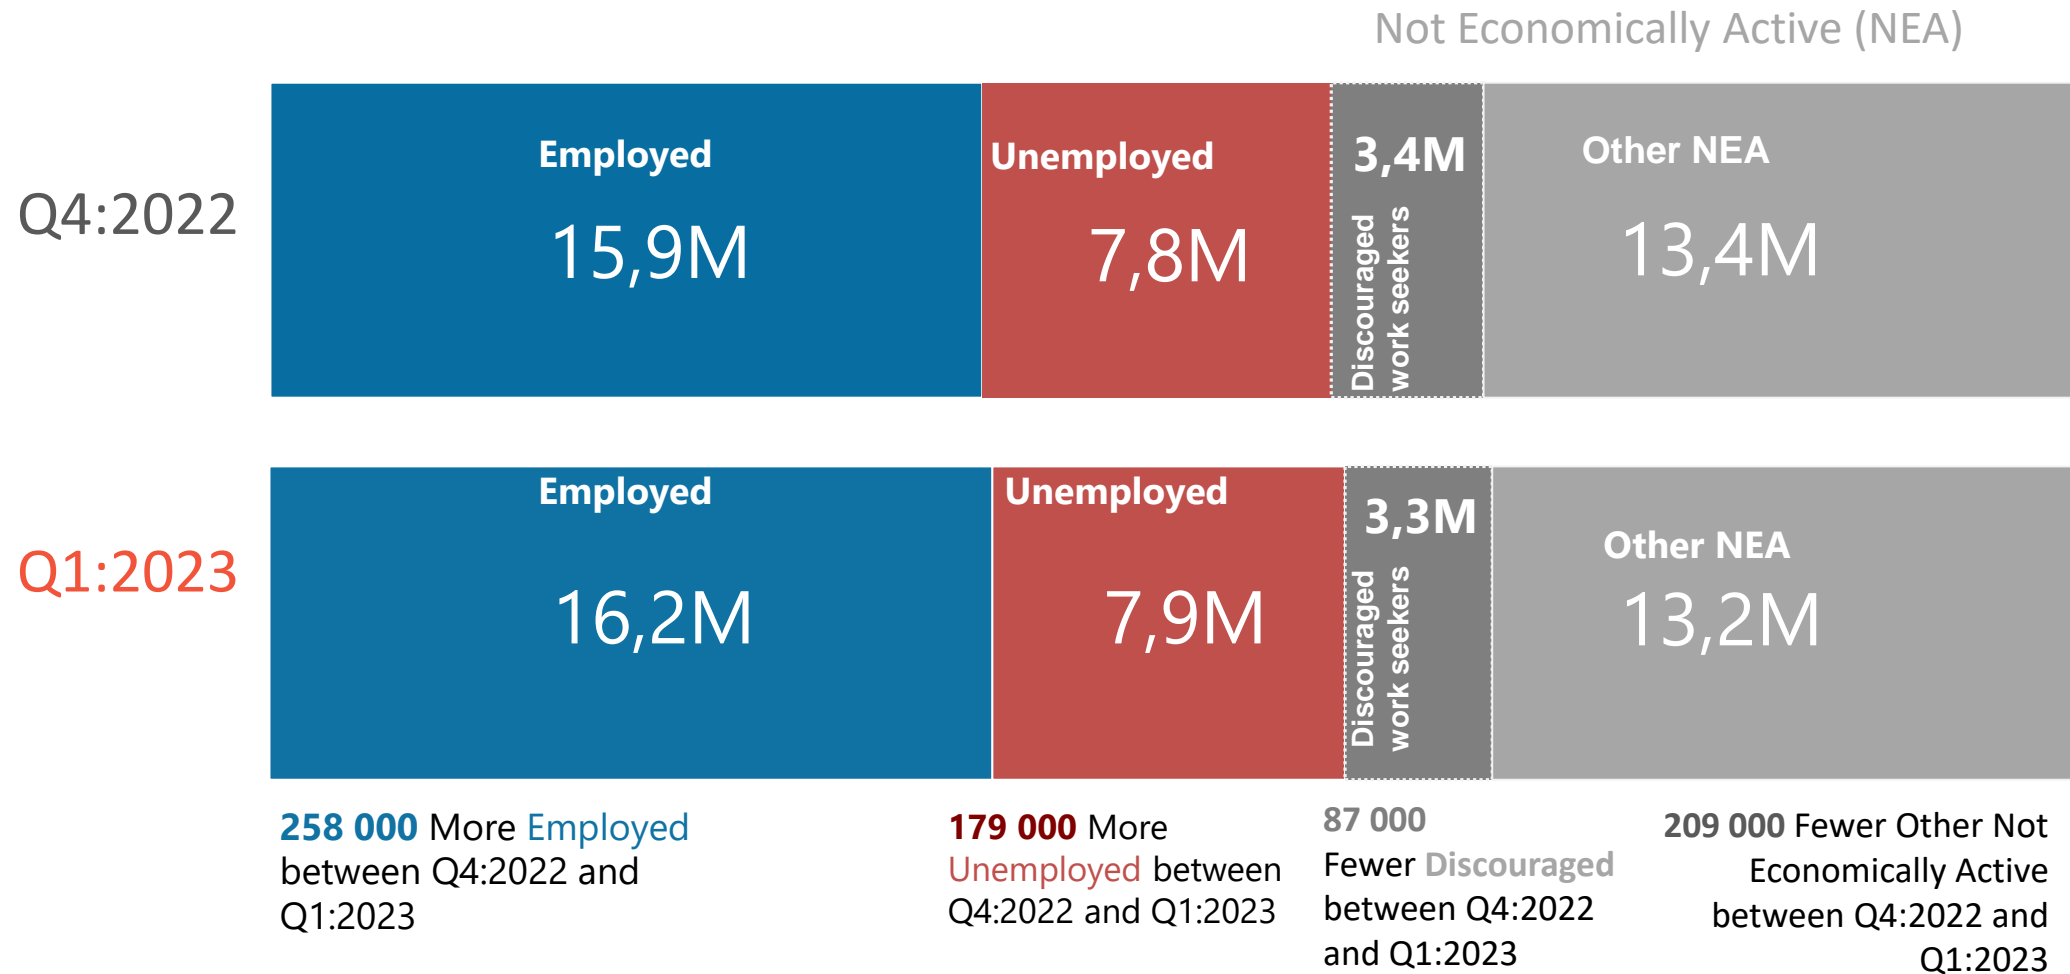 Not Economically Active (NEA)
Q4:2022
Employed
15,9M
Unemployed
7,8M
3,4M
Discouraged
work seekers
Other NEA
13,4M
Q1:2023
Employed
16,2M
Unemployed
7,9M
3,3M
Discouraged
work seekers
Other NEA
13,2M
258 000 More Employed
between Q4:2022 and
Q1:2023
179 000 More
Unemployed between
Q4:2022 and Q1:2023
87 000
Fewer Discouraged
between Q4:2022
and Q1:2023
209 000 Fewer Other Not
Economically Active
between Q4:2022 and
Q1:2023